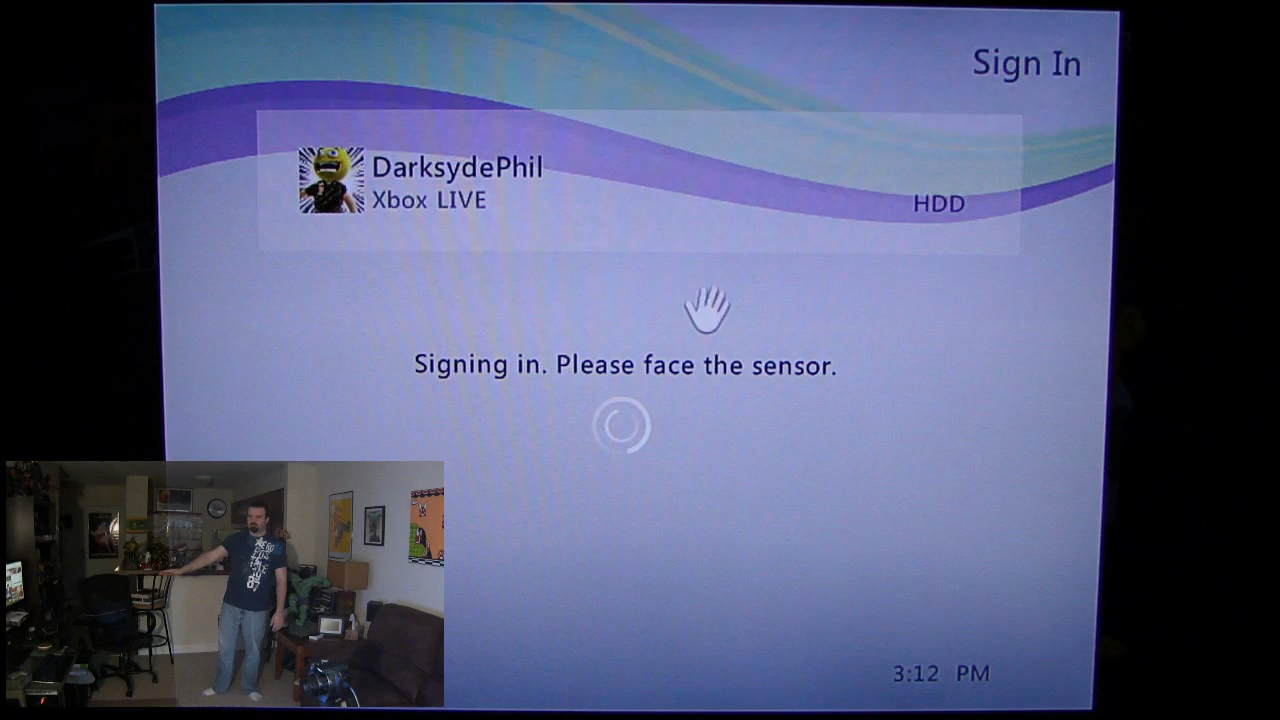 Sign In
DarksydePhil
Xbox LIVE
HDD
Signing in. Please face the sensor.
3:12 PM